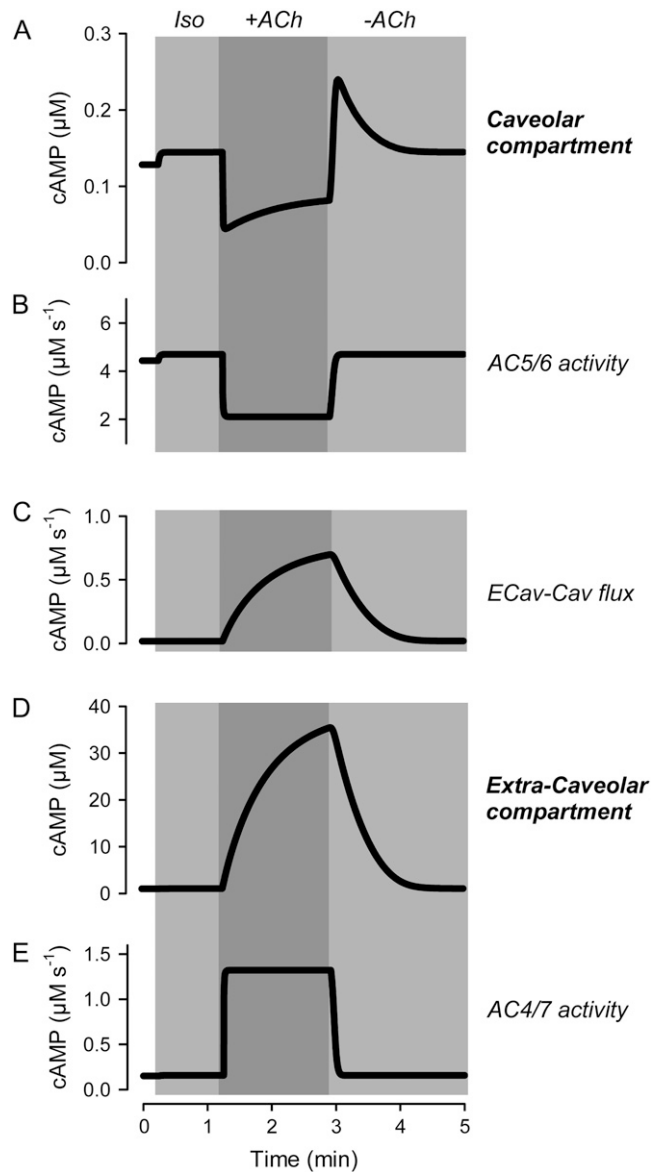 A
Iso
+ACh
-ACh
0.3
0.2
0.1
0.0
cAMP (µM)
Caveolar
compartment
B
6
4
2
cAMP (µM s-1)
AC5/6 activity
C
1.0
0.5
0.0
cAMP (µM s-1)
ECav-Cav flux
D
40
30
20
10
0
cAMP (µM)
Extra-Caveolar
compartment
E
1.5
1.0
0.5
0.0
cAMP (µM s-1)
AC4/7 activity
0 1 2 3 4 5
Time (min)